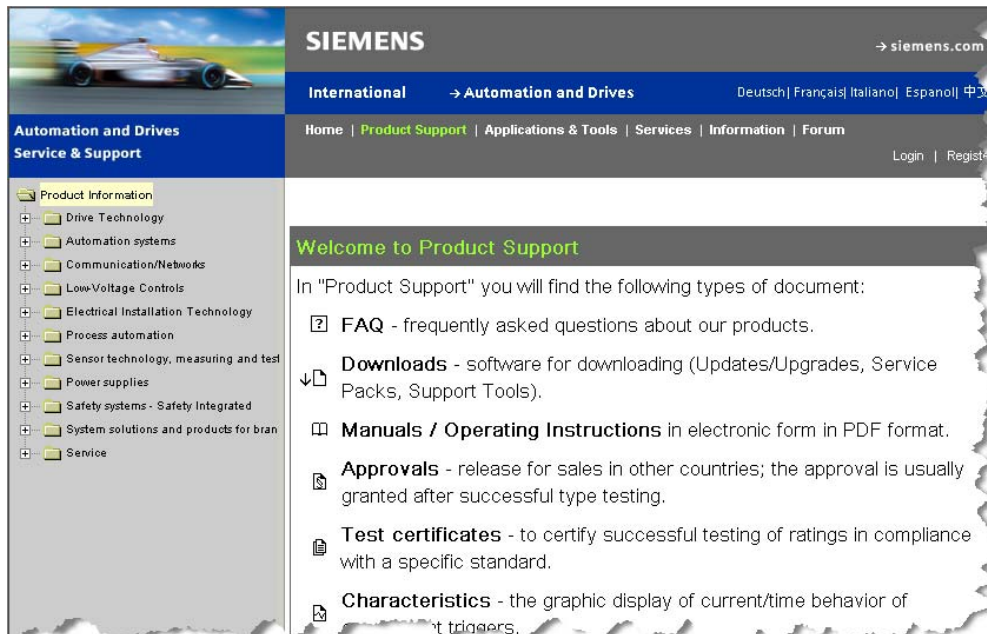 SIEMENS
→ siemens.com
International → Automation and Drives Deutsch| Français| Italiano| Espanol| 中文
Automation and Drives
Service & Support
Home | Product Support | Applications & Tools | Services | Information | Forum
Login | Registe
Product Information
Drive Technology
Automation systems
Communication/Networks
Low-Voltage Controls
Electrical Installation Technology
Process automation
Sensor technology, measuring and test
Power supplies
Safety systems - Safety Integrated
System solutions and products for bran
Service
Welcome to Product Support
In "Product Support" you will find the following types of document:
FAQ - frequently asked questions about our products.
Downloads - software for downloading (Updates/Upgrades, Service
Packs, Support Tools).
Manuals / Operating Instructions in electronic form in PDF format.
Approvals - release for sales in other countries; the approval is usually
granted after successful type testing.
Test certificates - to certify successful testing of ratings in compliance
with a specific standard.
Characteristics - the graphic display of current/time behavior of
triggers.